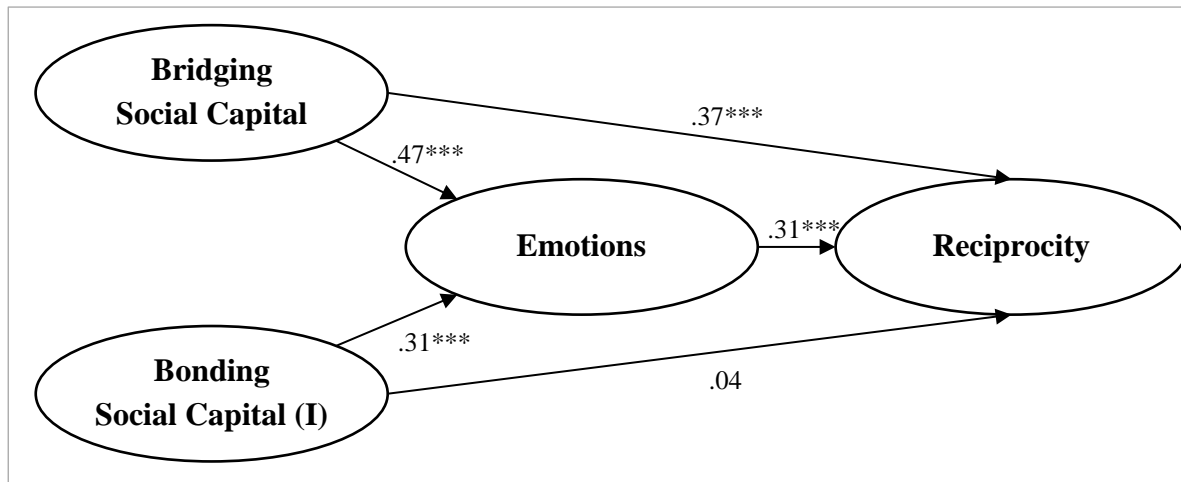 Bridging
Social Capital
.37***
.47***
Emotions
.31***
Reciprocity
.31***
Bonding
Social Capital (I)
.04